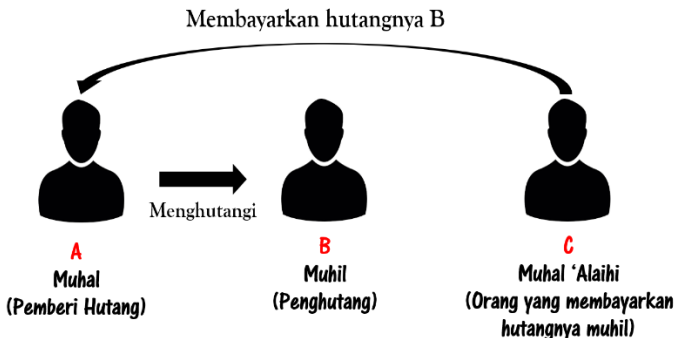 Membayarkan hutangnya B
Menghutangi
A
Muhal
(Pemberi Hutang)
B
Muhil
(Penghutang)
C
Muhal ‘Alaihi
(Orang yang membayarkan
hutangnya muhil)